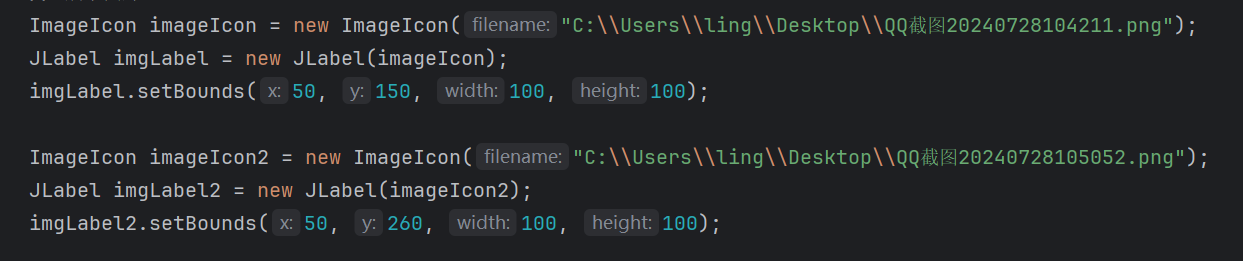 ImageIcon imageIcon = new ImageIcon( filename: "C:\\Users\\ling\\Desktop\\QQ截图20240728104211.png");
JLabel imgLabel = new JLabel(imageIcon);
imgLabel.setBounds( x: 50, y: 150, width: 100, height: 100);
ImageIcon imageIcon2 = new ImageIcon( filename: "C:\\Users\\ling\\Desktop\\QQ截图20240728105052.png");
JLabel imgLabel2 = new JLabel(imageIcon2);
imgLabel2.setBounds( x: 50, y: 260, width: 100, height: 100);